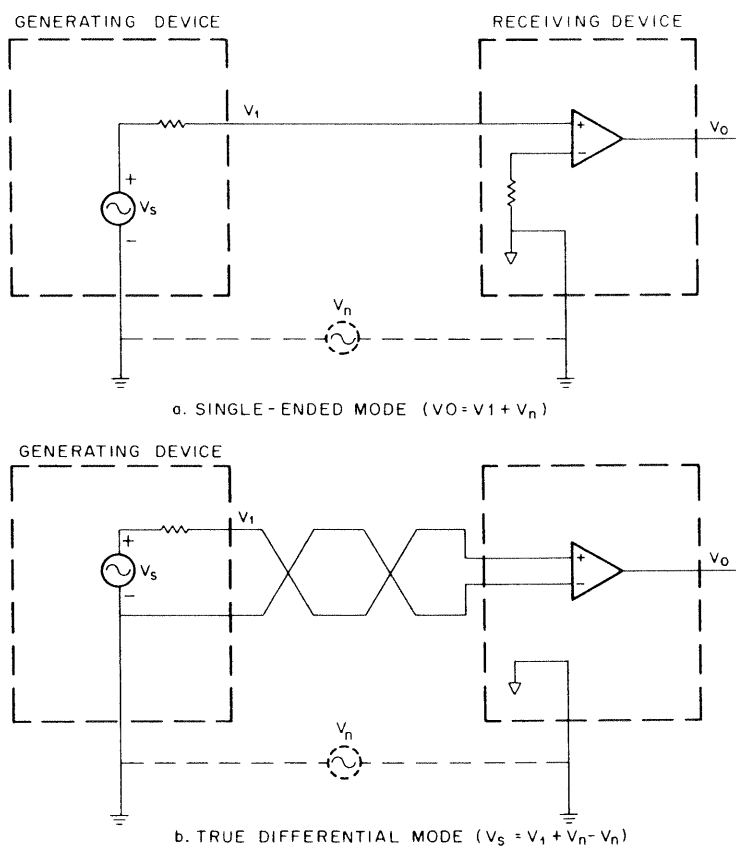 GENERATING DEVICE
RECEIVING DEVICE
V1
+
−
VO
+
VS
−
Vn
a. SINGLE-ENDED MODE (VO=V1+Vn)
GENERATING DEVICE
V1
+
VS
−
+
−
VO
Vn
b. TRUE DIFFERENTIAL MODE (VS = V1 + Vn - Vn)